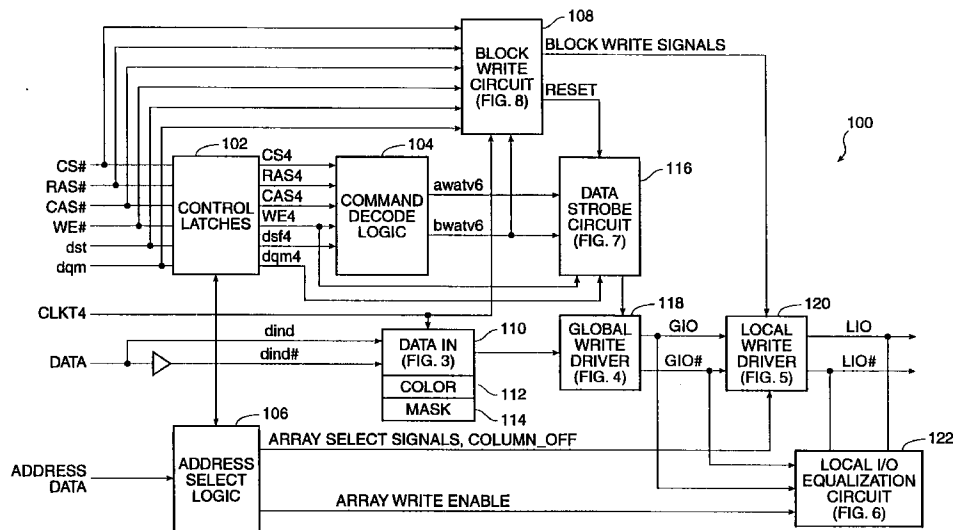 108
BLOCK
WRITE
CIRCUIT
(FIG. 8)
BLOCK WRITE SIGNALS
RESET
100
102
CONTROL
LATCHES
CS#
RAS#
CAS#
WE#
dst
dqm
CS4
RAS4
CAS4
WE4
dsf4
dqm4
104
COMMAND
DECODE
LOGIC
awatv6
bwatv6
116
DATA
STROBE
CIRCUIT
(FIG. 7)
CLKT4
DATA
dind
dind#
110
DATA IN
(FIG. 3)
COLOR
112
MASK
114
118
GLOBAL
WRITE
DRIVER
(FIG. 4)
GIO
GIO#
120
LOCAL
WRITE
DRIVER
(FIG. 5)
LIO
LIO#
106
ADDRESS
SELECT
LOGIC
ADDRESS
DATA
ARRAY SELECT SIGNALS, COLUMN_OFF
ARRAY WRITE ENABLE
122
LOCAL I/O
EQUALIZATION
CIRCUIT
(FIG. 6)